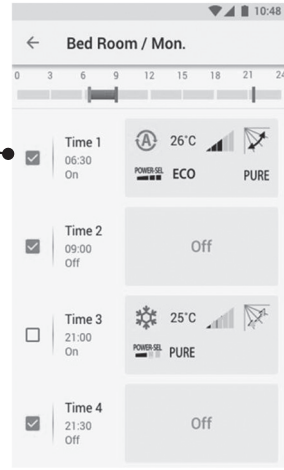 10:48
Bed Room / Mon.
0 3 6 9 12 15 18 21 24
Time 1
06:30
On
A 26°C
POWER-SEL ECO PURE
Time 2
09:00
Off
Off
Time 3
21:00
On
25°C
POWER-SEL PURE
Time 4
21:30
Off
Off